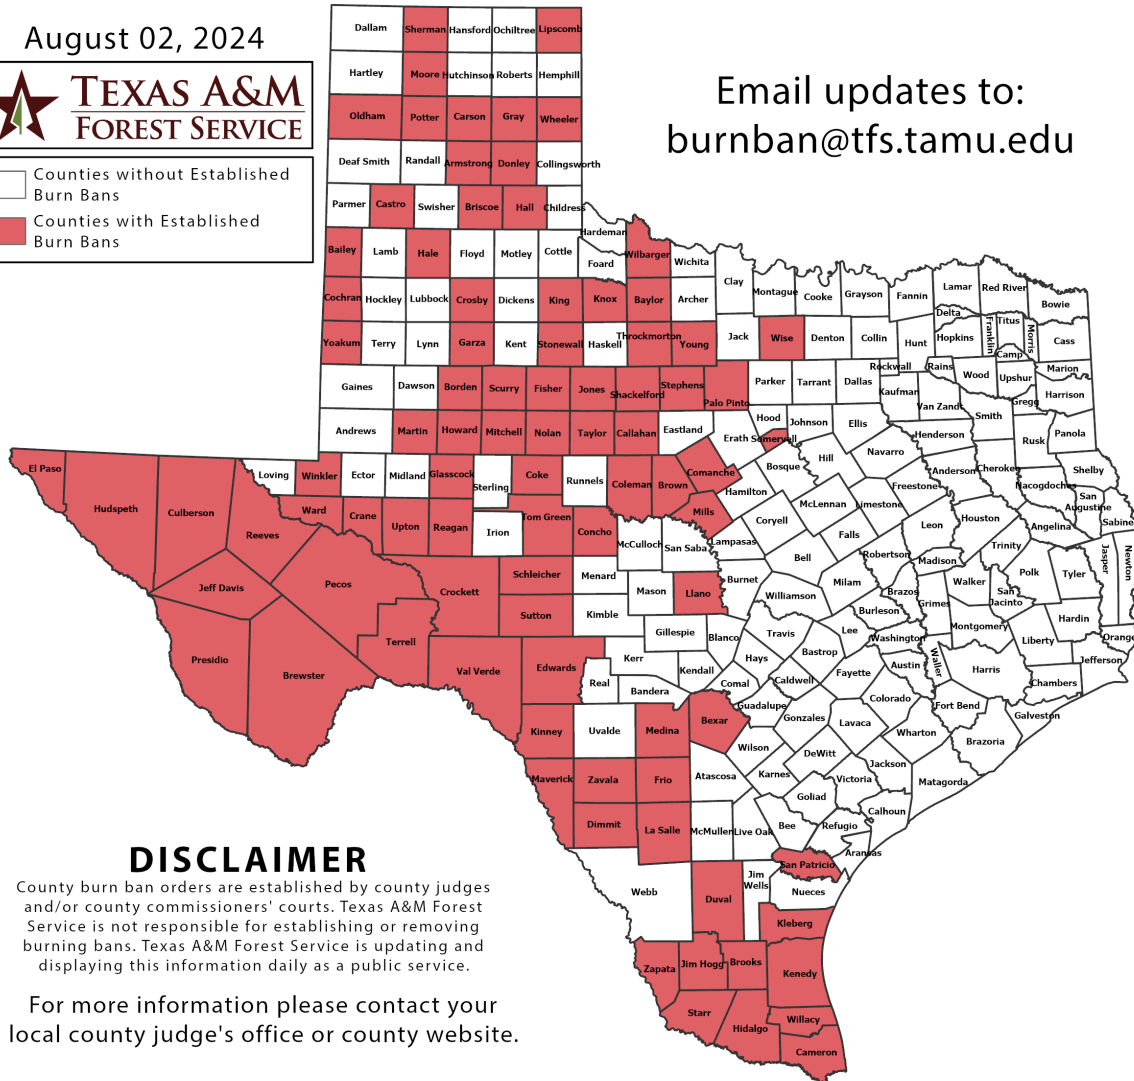 August 02, 2024
TEXAS A&M
FOREST SERVICE
Counties without Established
Burn Bans
Counties with Established
Burn Bans
Email updates to:
burnban@tfs.tamu.edu
Dallam Sherman Hansford Ochiltree Lipscomb
Hartley Moore Hutchinson Roberts Hemphill
Oldham Potter Carson Gray Wheeler
Deaf Smith Randall Armstrong Donley Collingsworth
Parmer Castro Swisher Briscoe Hall Childress
Hardeman
Bailey Lamb Hale Floyd Motley Cottle Foard Wilbarger Wichita
Clay Montague Cooke Grayson Fannin Lamar Red River Bowie
Cochran Hockley Lubbock Crosby Dickens King Knox Baylor Archer
Delta Franklin Titus Morris Cass
Yoakum Terry Lynn Garza Kent Stonewall Haskell Throckmorton Young Jack Wise Denton Collin Hunt Hopkins
Camp Marion
Rockwall Rains Wood Upshur Harrison
Gaines Dawson Borden Scurry Fisher Jones Shackelford Stephens Palo Pinto Parker Tarrant Dallas Kaufman Van Zandt Gregg
Smith
Andrews Martin Howard Mitchell Nolan Taylor Callahan Eastland Erath Hood Somervell Johnson Ellis Henderson Rusk Panola
El Paso Hudspeth Culberson Reeves Loving Winkler Ector Midland Glasscock Sterling Coke Runnels Coleman Brown Comanche Hamilton Bosque Hill Navarro Anderson Cherokee Nacogdoches Shelby
San
Augustine
Sabine
Freestone
Ward Crane Upton Reagan Irion Tom Green Concho McCulloch San Saba Mills Lampasas Coryell McLennan Limestone Leon Houston Angelina
Falls Trinity
Jasper Newton
Jeff Davis Pecos Crockett Schleicher Menard Mason Llano Burnet Bell Milam Robertson Madison Walker Polk Tyler
San
Jacinto
Brazos Grimes
Sutton Kimble Williamson Burleson Montgomery Hardin
Presidio Brewster Terrell Val Verde Edwards Gillespie Blanco Travis Lee Washington Liberty Orange
Kerr Kendall Hays Bastrop Austin Waller Harris Jefferson
Real Bandera Comal Caldwell Fayette Chambers
Guadalupe Colorado Fort Bend
Kinney Uvalde Medina Bexar Gonzales Lavaca Wharton Brazoria Galveston
Wilson DeWitt
Maverick Zavala Frio Atascosa Karnes Victoria Jackson Matagorda
Goliad Calhoun
Dimmit La Salle McMullen Live Oak Bee Refugio
Aransas
San Patricio
Webb Duval
Jim
Wells
Nueces
Kleberg
Zapata Jim Hogg Brooks Kenedy
Starr Hidalgo Willacy
Cameron
DISCLAIMER
County burn ban orders are established by county judges
and/or county commissioners' courts. Texas A&M Forest
Service is not responsible for establishing or removing
burning bans. Texas A&M Forest Service is updating and
displaying this information daily as a public service.
For more information please contact your
local county judge's office or county website.